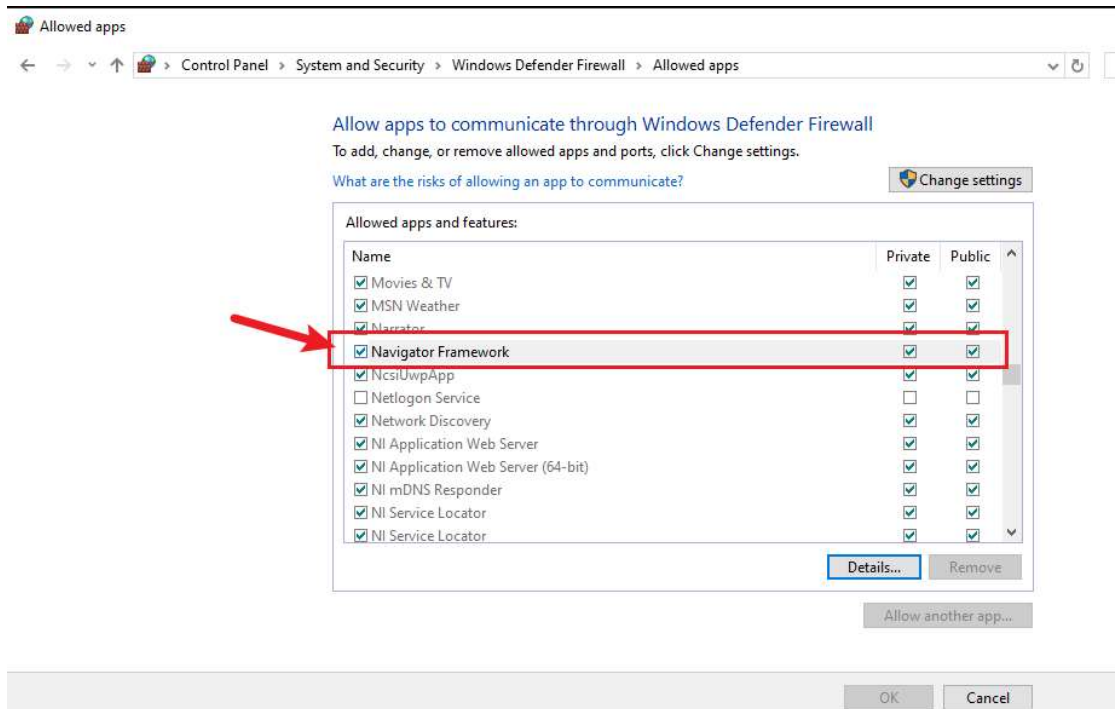 Allowed apps
Control Panel > System and Security > Windows Defender Firewall > Allowed apps
Allow apps to communicate through Windows Defender Firewall
To add, change, or remove allowed apps and ports, click Change settings.
What are the risks of allowing an app to communicate?
Change settings
Allowed apps and features:
Name Private Public
Movies & TV
MSN Weather
Narrator
Navigator Framework
NcsiUwpApp
Netlogon Service
Network Discovery
NI Application Web Server
NI Application Web Server (64-bit)
NI mDNS Responder
NI Service Locator
NI Service Locator
Details... Remove
Allow another app...
OK Cancel